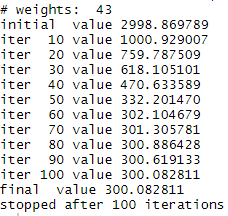 # weights:  43
initial  value 2998.869789
iter  10 value 1000.929007
iter  20 value 759.787509
iter  30 value 618.105101
iter  40 value 470.633589
iter  50 value 332.201470
iter  60 value 302.104679
iter  70 value 301.305781
iter  80 value 300.886428
iter  90 value 300.619133
iter 100 value 300.082811
final  value 300.082811
stopped after 100 iterations